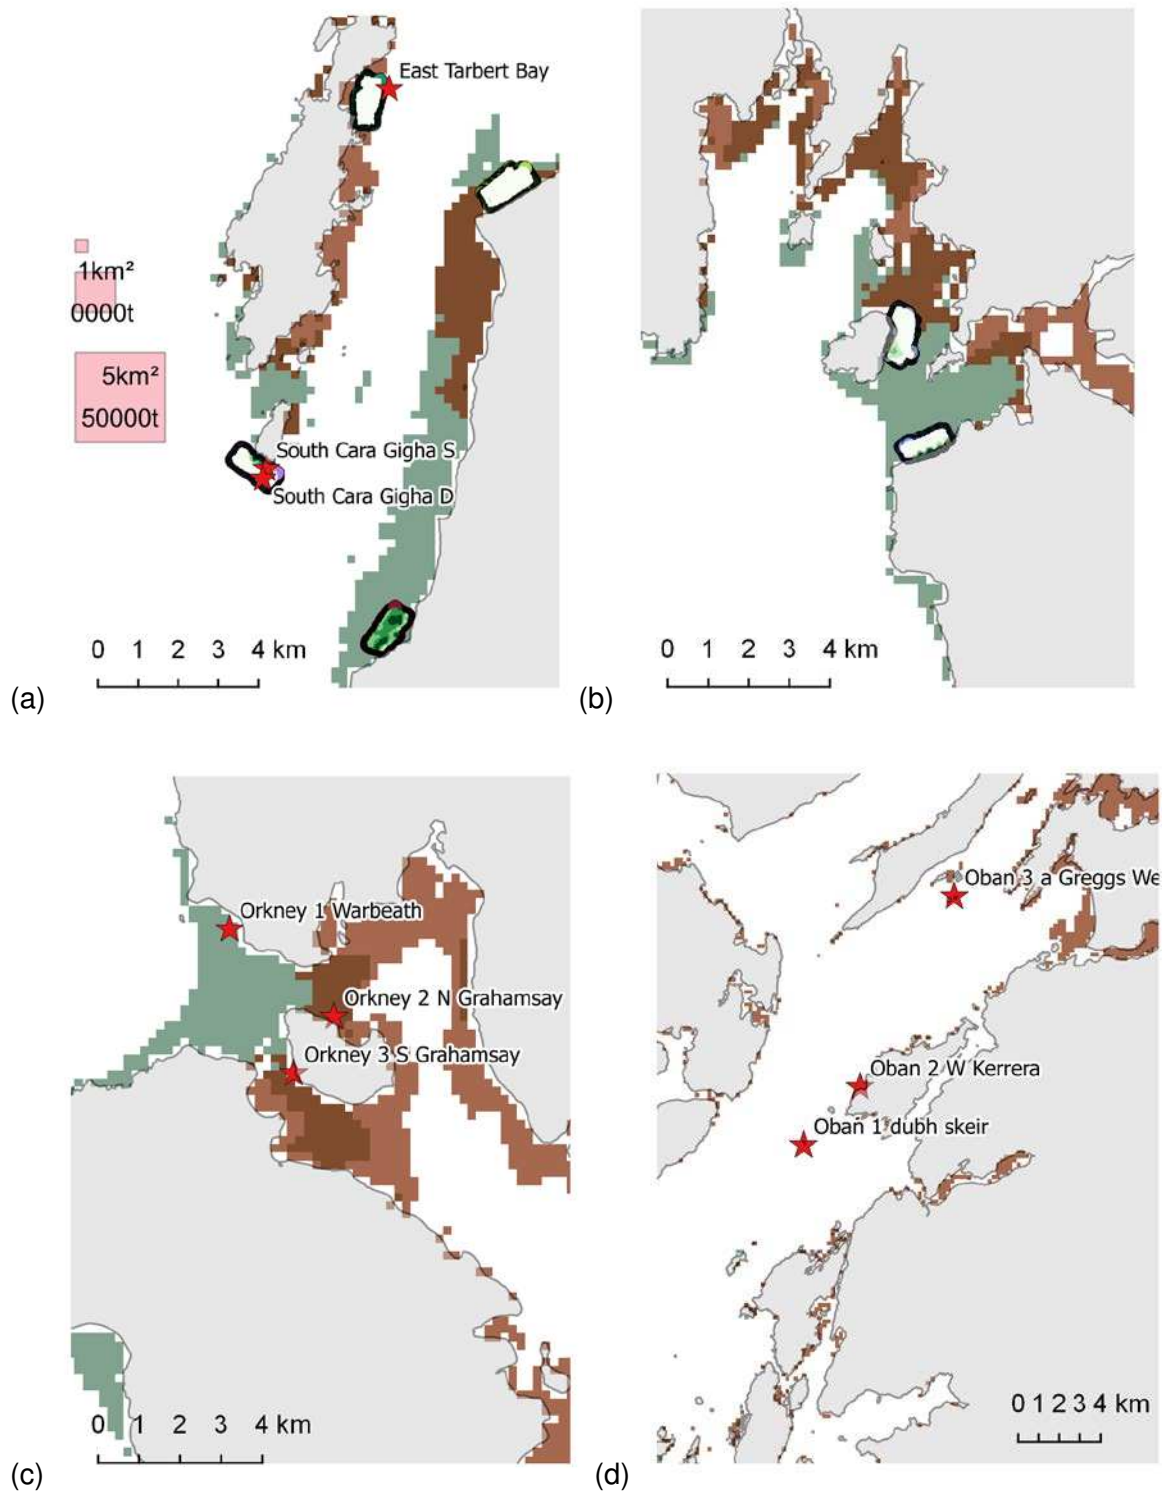 East Tarbert Bay
1km²
0000t
5km²
50000t
South Cara Gigha S
South Cara Gigha D
0 1 2 3 4 km
(a)
0 1 2 3 4 km
(b)
Orkney 1 Warbeath
Orkney 2 N Grahamsay
Orkney 3 S Grahamsay
0 1 2 3 4 km
(c)
Oban 3 a Greggs We
Oban 2 W Kerrera
Oban 1 dubh skeir
0 1 2 3 4 km
(d)